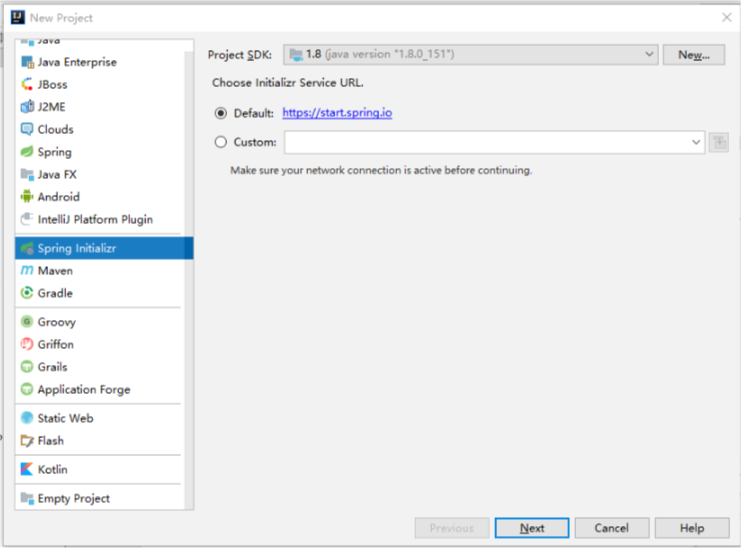 New Project
Java
Java Enterprise
JBoss
J2ME
Clouds
Spring
Java FX
Android
IntelliJ Platform Plugin
Spring Initializr
Maven
Gradle
Groovy
Griffon
Grails
Application Forge
Static Web
Flash
Kotlin
Empty Project
Project SDK: 1.8 (java version "1.8.0_151") New...
Choose Initializr Service URL.
Default: https://start.spring.io
Custom:
Make sure your network connection is active before continuing.
Previous Next Cancel Help